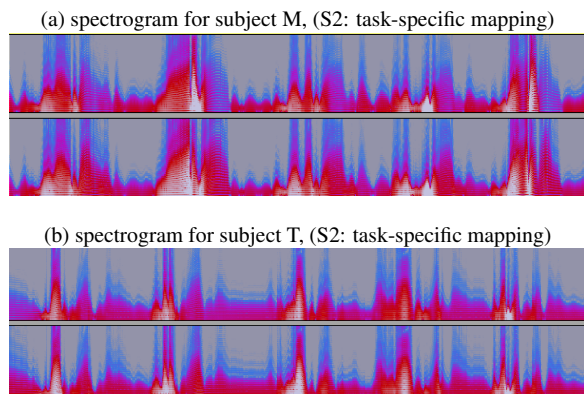 (a) spectrogram for subject M, (S2: task-specific mapping)
(b) spectrogram for subject T, (S2: task-specific mapping)